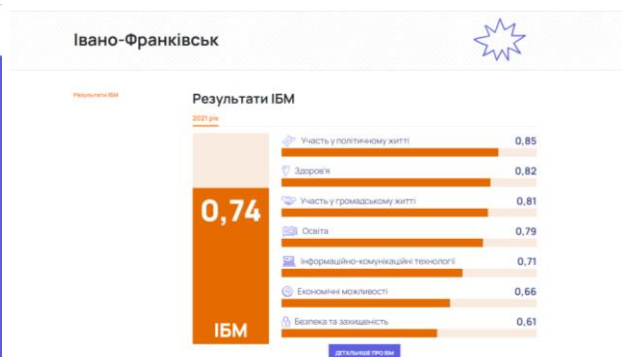 Івано-Франківськ
Результати ІБМ
Результати ІБМ
2021 рік
0,74
ІБМ
Участь у політичному житті 0,85
Здоров'я 0,82
Участь у громадському житті 0,81
Освіта 0,79
Інформаційно-комунікаційні технології 0,71
Економічні можливості 0,66
Безпека та захищеність 0,61
ДЕТАЛЬНІШЕ ПРО ІБМ